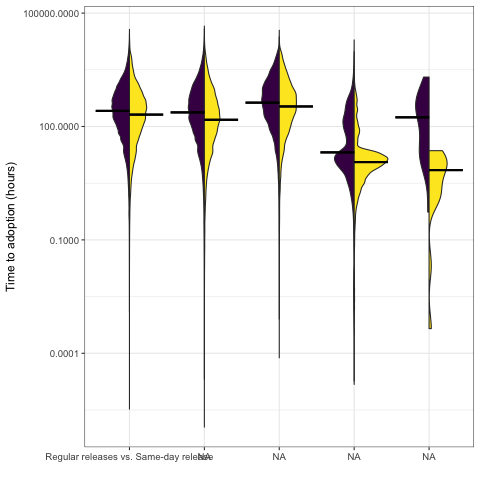 100000.0000
100.0000
0.1000
0.0001
Time to adoption (hours)
Regular releases vs. Same-day release NA NA NA NA